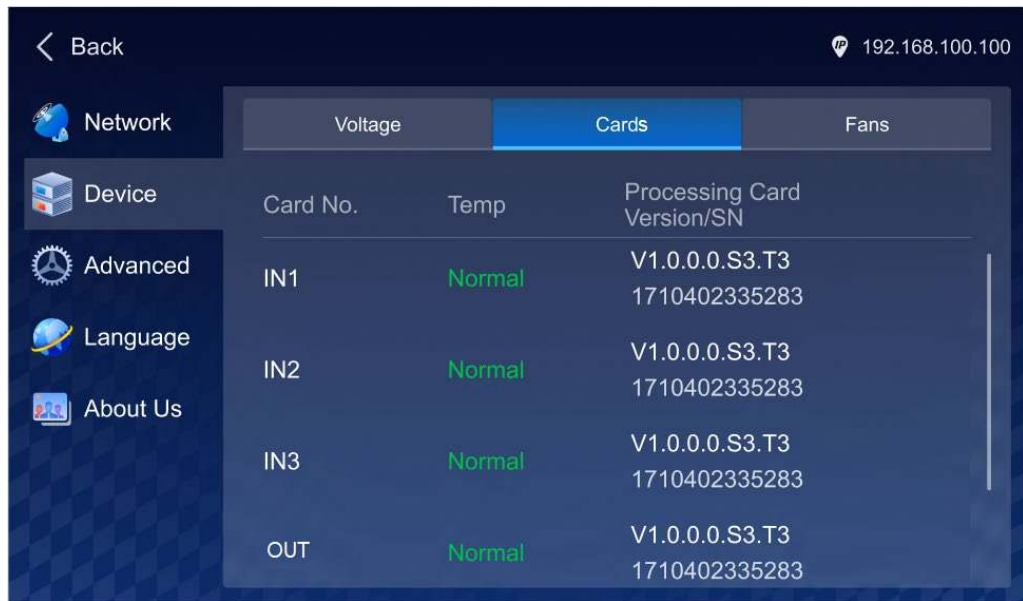 Back
IP 192.168.100.100
Network
Device
Advanced
Language
About Us
Voltage Cards Fans
Card No. Temp Processing Card
Version/SN
IN1 Normal V1.0.0.0.S3.T3
1710402335283
IN2 Normal V1.0.0.0.S3.T3
1710402335283
IN3 Normal V1.0.0.0.S3.T3
1710402335283
OUT Normal V1.0.0.0.S3.T3
1710402335283